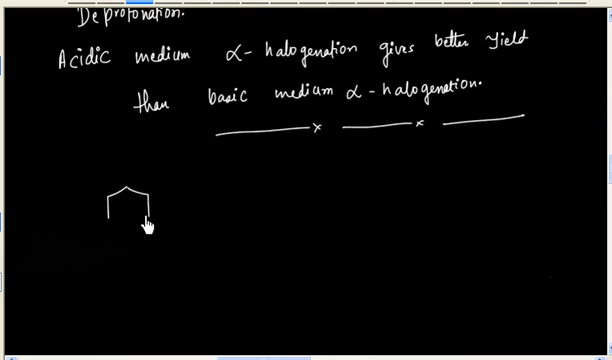 Deprotonation.
Acidic medium α- halogenation gives better yield
than basic medium α-halogenation.